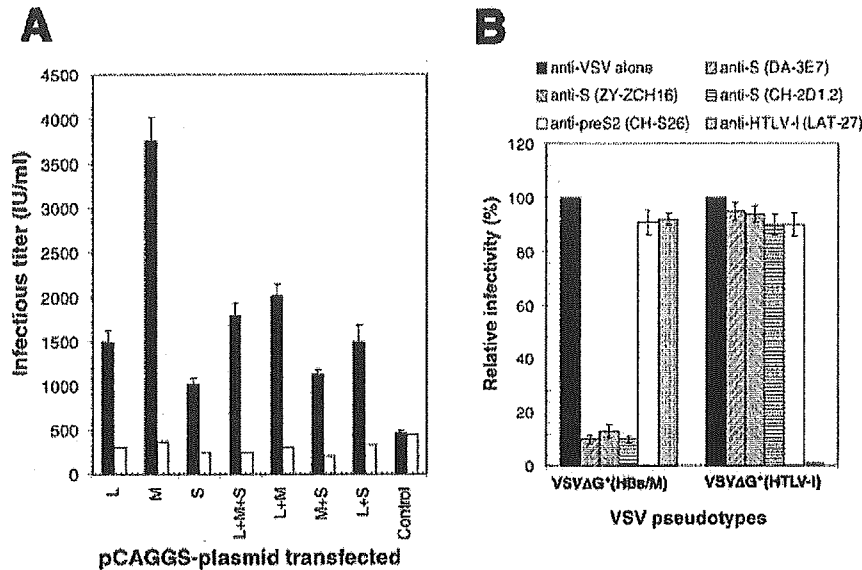 A
4500
4000
3500
3000
2500
2000
1500
1000
500
0
Infectious titer (IU/ml)
L
M
S
L+M+S
L+M
M+S
L+S
Control
pCAGGS-plasmid transfected
B
anti-VSV alone
anti-S (DA-3E7)
anti-S (ZY-ZCH16)
anti-S (CH-2D1.2)
anti-preS2 (CH-S26)
anti-HTLV-I (LAT-27)
120
100
80
60
40
20
0
Relative infectivity (%)
VSVΔG*(HBs/M)
VSVΔG*(HTLV-I)
VSV pseudotypes